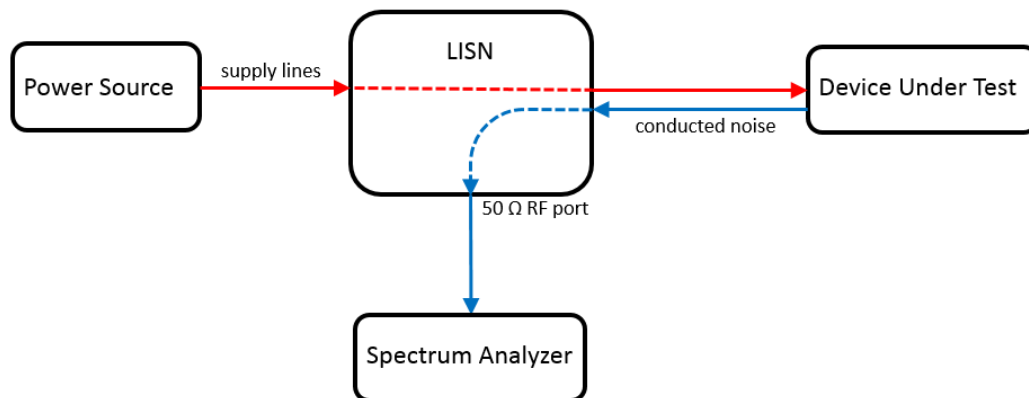 LISN
Power Source
supply lines
Device Under Test
conducted noise
50 Ω RF port
Spectrum Analyzer